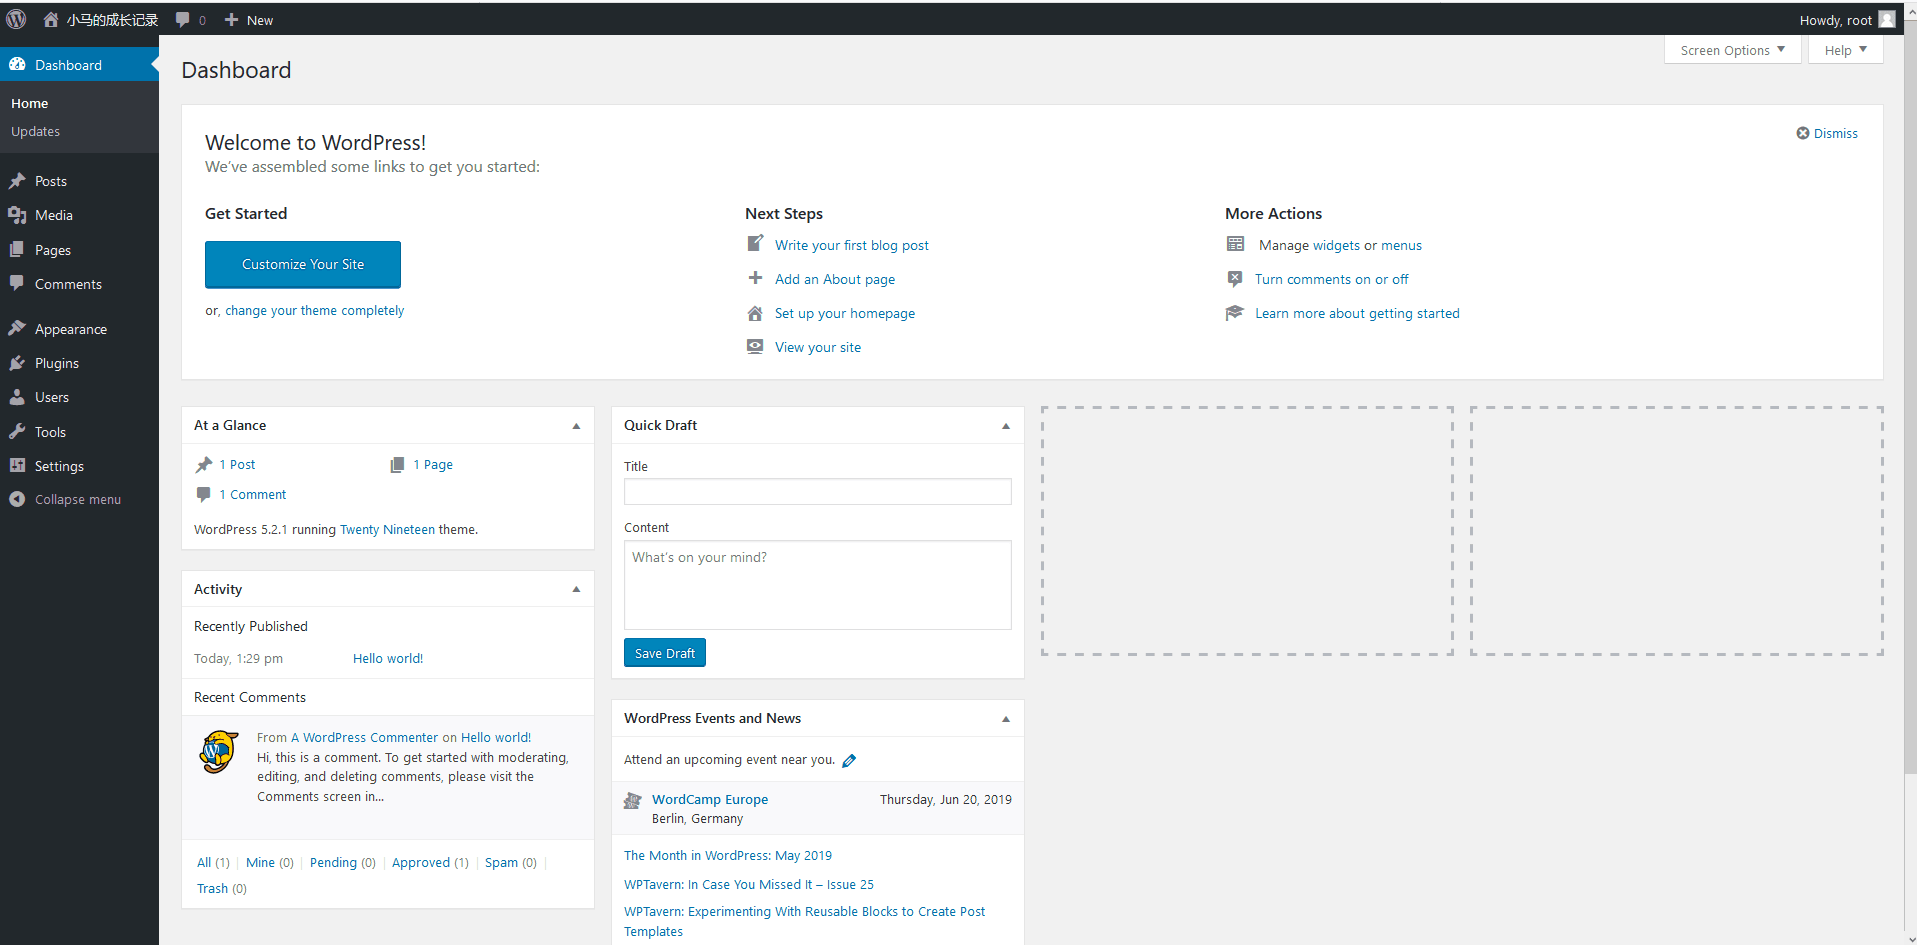 小马的成长记录
0
New
Howdy, root
Dashboard
Home
Updates
Posts
Media
Pages
Comments
Appearance
Plugins
Users
Tools
Settings
Collapse menu
Screen Options
Help
Dashboard
Welcome to WordPress!
We’ve assembled some links to get you started:
Dismiss
Get Started
Customize Your Site
or, change your theme completely
Next Steps
Write your first blog post
Add an About page
Set up your homepage
View your site
More Actions
Manage widgets or menus
Turn comments on or off
Learn more about getting started
At a Glance
1 Post
1 Page
1 Comment
WordPress 5.2.1 running Twenty Nineteen theme.
Activity
Recently Published
Today, 1:29 pm
Hello world!
Recent Comments
From A WordPress Commenter on Hello world!
Hi, this is a comment. To get started with moderating,
editing, and deleting comments, please visit the
Comments screen in...
All (1) | Mine (0) | Pending (0) | Approved (1) | Spam (0) |
Trash (0)
Quick Draft
Title
Content
What’s on your mind?
Save Draft
WordPress Events and News
Attend an upcoming event near you.
WordCamp Europe
Thursday, Jun 20, 2019
Berlin, Germany
The Month in WordPress: May 2019
WPTavern: In Case You Missed It – Issue 25
WPTavern: Experimenting With Reusable Blocks to Create Post
Templates